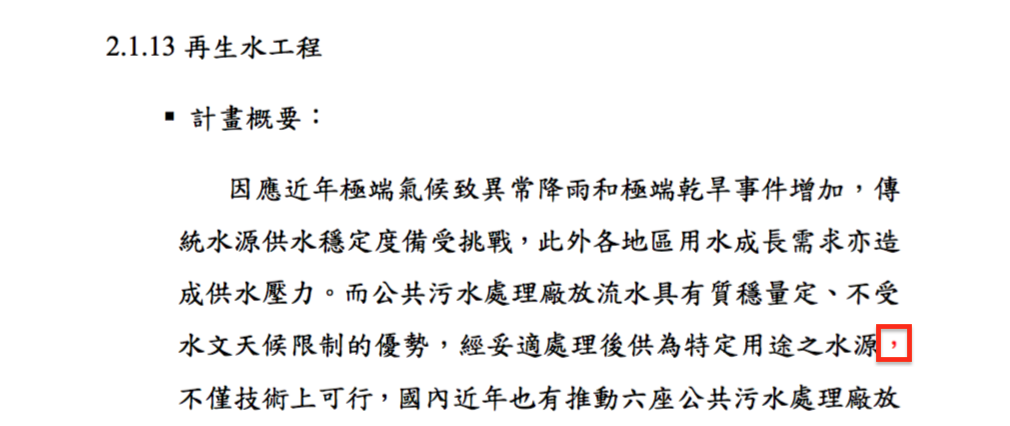 2.1.13 再生水工程
▪ 計畫概要：
因應近年極端氣候致異常降雨和極端乾旱事件增加，傳
統水源供水穩定度備受挑戰，此外各地區用水成長需求亦造
成供水壓力。而公共污水處理廠放流水具有質穩量定、不受
水文天候限制的優勢，經妥適處理後供為特定用途之水源，
不僅技術上可行，國內近年也有推動六座公共污水處理廠放